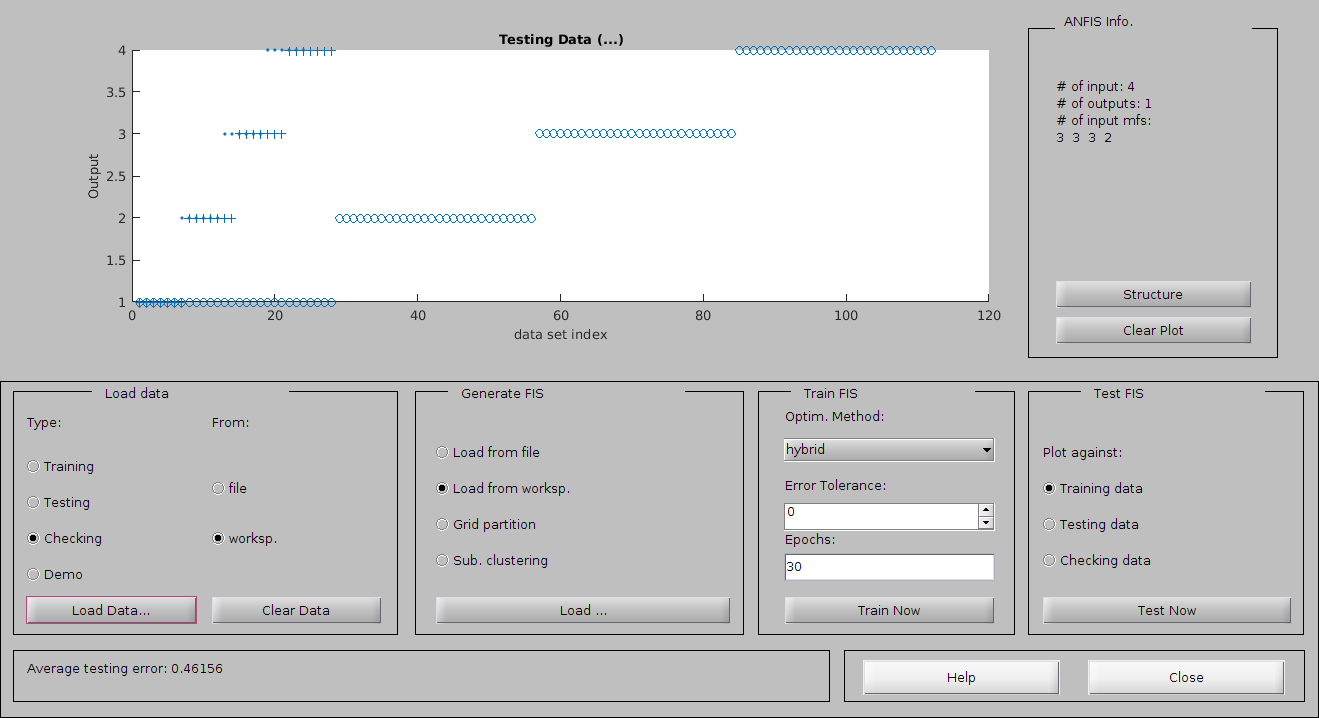 Testing Data (...)
4
3.5
3
2.5
2
1.5
1
Output
0
20
40
60
80
100
120
data set index
ANFIS Info.
# of input: 4
# of outputs: 1
# of input mfs:
3 3 3 2
Structure
Clear Plot
Load data
Type:
From:
Training
Testing
file
Checking
worksp.
Demo
Load Data...
Clear Data
Generate FIS
Load from file
Load from worksp.
Grid partition
Sub. clustering
Load ...
Train FIS
Optim. Method:
hybrid
Error Tolerance:
0
Epochs:
30
Train Now
Test FIS
Plot against:
Training data
Testing data
Checking data
Test Now
Average testing error: 0.46156
Help
Close